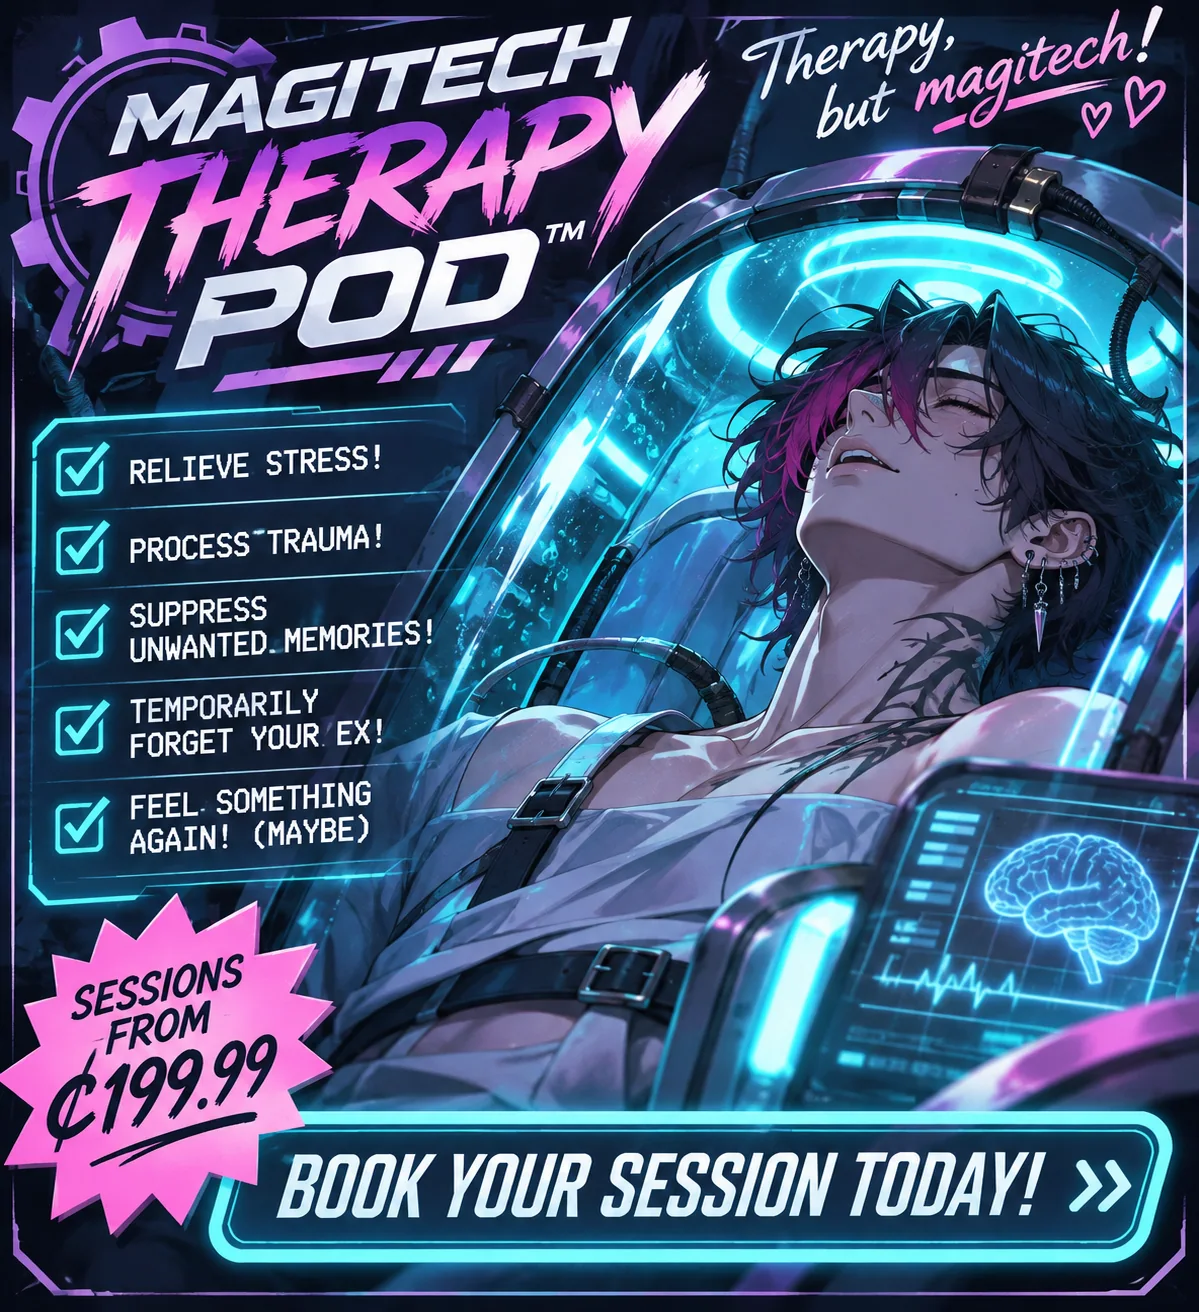 MAGITECH
THERAPY
POD™
Therapy,
but magitech!
RELIEVE STRESS!
PROCESS TRAUMA!
SUPPRESS
UNWANTED MEMORIES!
TEMPORARILY
FORGET YOUR EX!
FEEL SOMETHING
AGAIN! (MAYBE)
SESSIONS
FROM
₵199.99
BOOK YOUR SESSION TODAY! »